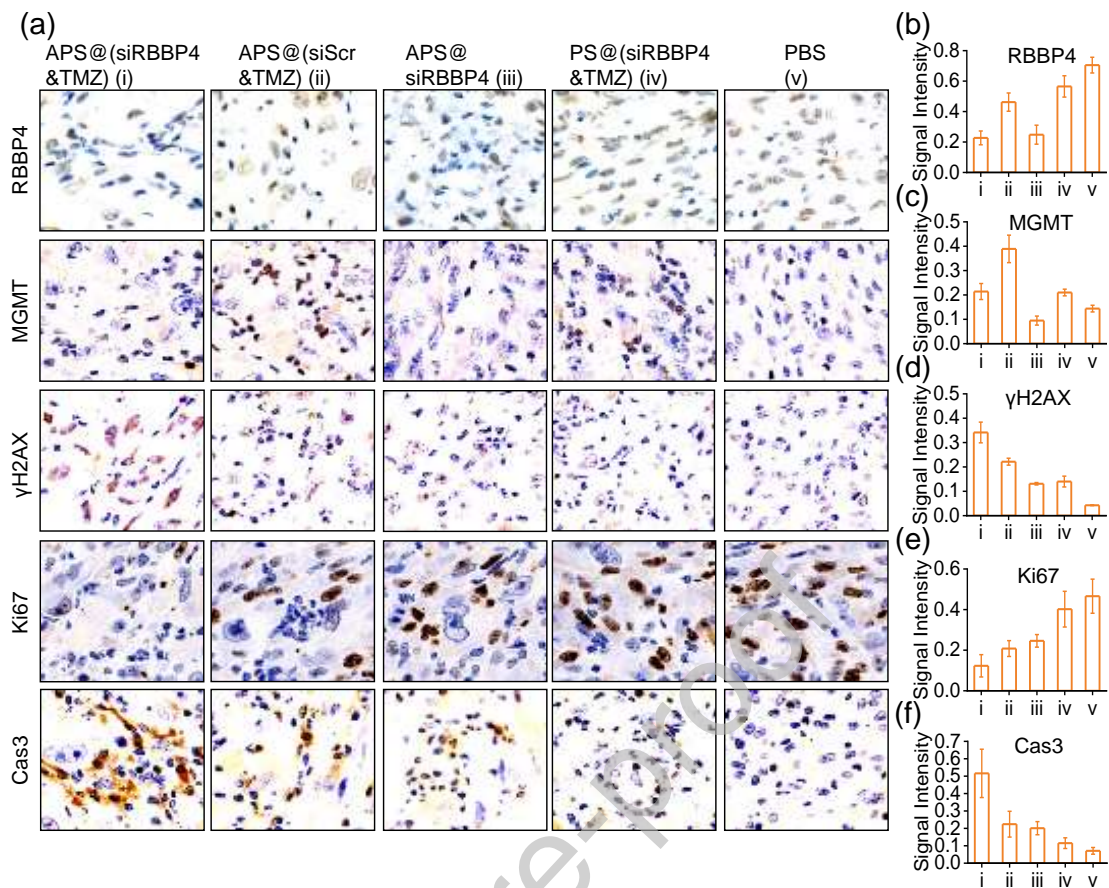 (a)
APS@(siRBBP4
&TMZ) (i)
APS@(siScr
&TMZ) (ii)
APS@
siRBBP4 (iii)
PS@(siRBBP4
&TMZ) (iv)
PBS
(v)
RBBP4
MGMT
γH2AX
Ki67
Cas3
(b)
RBBP4
Signal Intensity
0.8
0.6
0.4
0.2
0.0
i ii iii iv v
(c)
MGMT
Signal Intensity
0.5
0.4
0.3
0.2
0.1
0.0
i ii iii iv v
(d)
γH2AX
Signal Intensity
0.5
0.4
0.3
0.2
0.1
0.0
i ii iii iv v
(e)
Ki67
Signal Intensity
0.6
0.4
0.2
0.0
i ii iii iv v
(f)
Cas3
Signal Intensity
0.7
0.6
0.5
0.4
0.3
0.2
0.1
0.0
i ii iii iv v